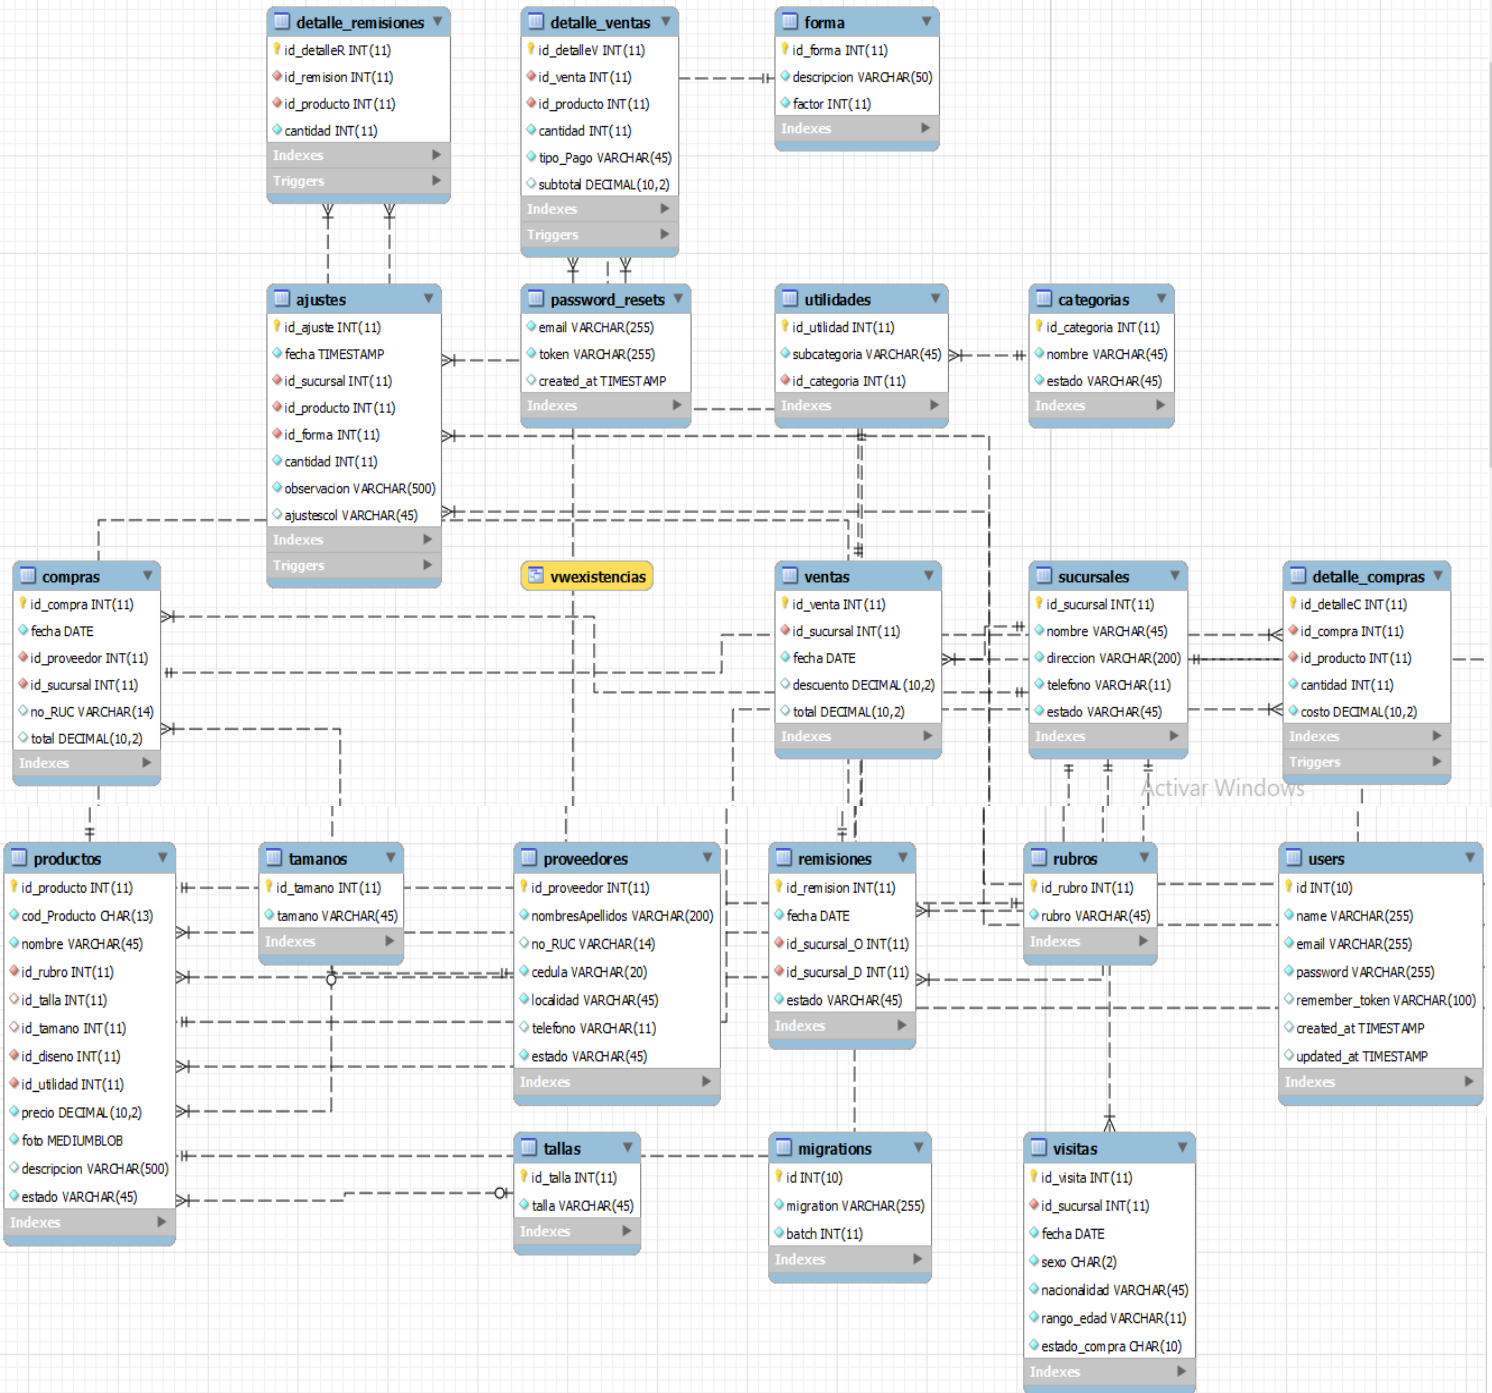 detalle_remisiones
id_detalleR INT(11)
id_remision INT(11)
id_producto INT(11)
cantidad INT(11)
Indexes
Triggers
detalle_ventas
id_detalleV INT(11)
id_venta INT(11)
id_producto INT(11)
cantidad INT(11)
tipo_Pago VARCHAR(45)
subtotal DECIMAL(10,2)
Indexes
Triggers
forma
id_forma INT(11)
descripcion VARCHAR(50)
factor INT(11)
Indexes
ajustes
id_ajuste INT(11)
fecha TIMESTAMP
id_sucursal INT(11)
id_producto INT(11)
id_forma INT(11)
cantidad INT(11)
observacion VARCHAR(500)
ajustescol VARCHAR(45)
Indexes
Triggers
password_resets
email VARCHAR(255)
token VARCHAR(255)
created_at TIMESTAMP
Indexes
utilidades
id_utilidad INT(11)
subcategoria VARCHAR(45)
id_categoria INT(11)
Indexes
categorias
id_categoria INT(11)
nombre VARCHAR(45)
estado VARCHAR(45)
Indexes
compras
id_compra INT(11)
fecha DATE
id_proveedor INT(11)
id_sucursal INT(11)
no_RUC VARCHAR(14)
total DECIMAL(10,2)
Indexes
vwexistencias
ventas
id_venta INT(11)
id_sucursal INT(11)
fecha DATE
descuento DECIMAL(10,2)
total DECIMAL(10,2)
Indexes
sucursales
id_sucursal INT(11)
nombre VARCHAR(45)
direccion VARCHAR(200)
telefono VARCHAR(11)
estado VARCHAR(45)
Indexes
detalle_compras
id_detalleC INT(11)
id_compra INT(11)
id_producto INT(11)
cantidad INT(11)
costo DECIMAL(10,2)
Indexes
Triggers
Activar Windows
productos
id_producto INT(11)
cod_Producto CHAR(13)
nombre VARCHAR(45)
id_rubro INT(11)
id_talla INT(11)
id_tamano INT(11)
id_diseno INT(11)
id_utilidad INT(11)
precio DECIMAL(10,2)
foto MEDIUMBLOB
descripcion VARCHAR(500)
estado VARCHAR(45)
Indexes
tamanos
id_tamano INT(11)
tamano VARCHAR(45)
Indexes
proveedores
id_proveedor INT(11)
nombresApellidos VARCHAR(200)
no_RUC VARCHAR(14)
cedula VARCHAR(20)
localidad VARCHAR(45)
telefono VARCHAR(11)
estado VARCHAR(45)
Indexes
remisiones
id_remision INT(11)
fecha DATE
id_sucursal_O INT(11)
id_sucursal_D INT(11)
estado VARCHAR(45)
Indexes
rubros
id_rubro INT(11)
rubro VARCHAR(45)
Indexes
users
id INT(10)
name VARCHAR(255)
email VARCHAR(255)
password VARCHAR(255)
remember_token VARCHAR(100)
created_at TIMESTAMP
updated_at TIMESTAMP
Indexes
tallas
id_talla INT(11)
talla VARCHAR(45)
Indexes
migrations
id INT(10)
migration VARCHAR(255)
batch INT(11)
Indexes
visitas
id_visita INT(11)
id_sucursal INT(11)
fecha DATE
sexo CHAR(2)
nacionalidad VARCHAR(45)
rango_edad VARCHAR(11)
estado_compra CHAR(10)
Indexes